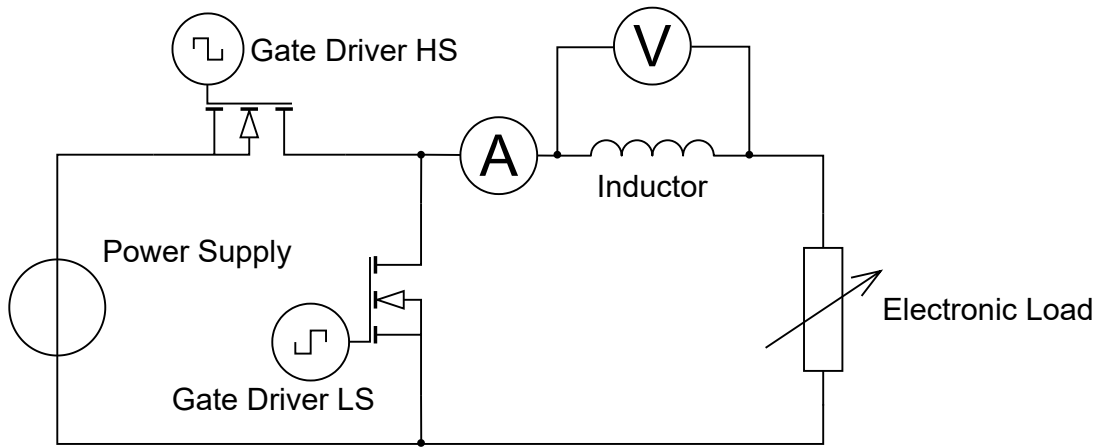 V
Gate Driver HS
A
Inductor
Power Supply
Electronic Load
Gate Driver LS